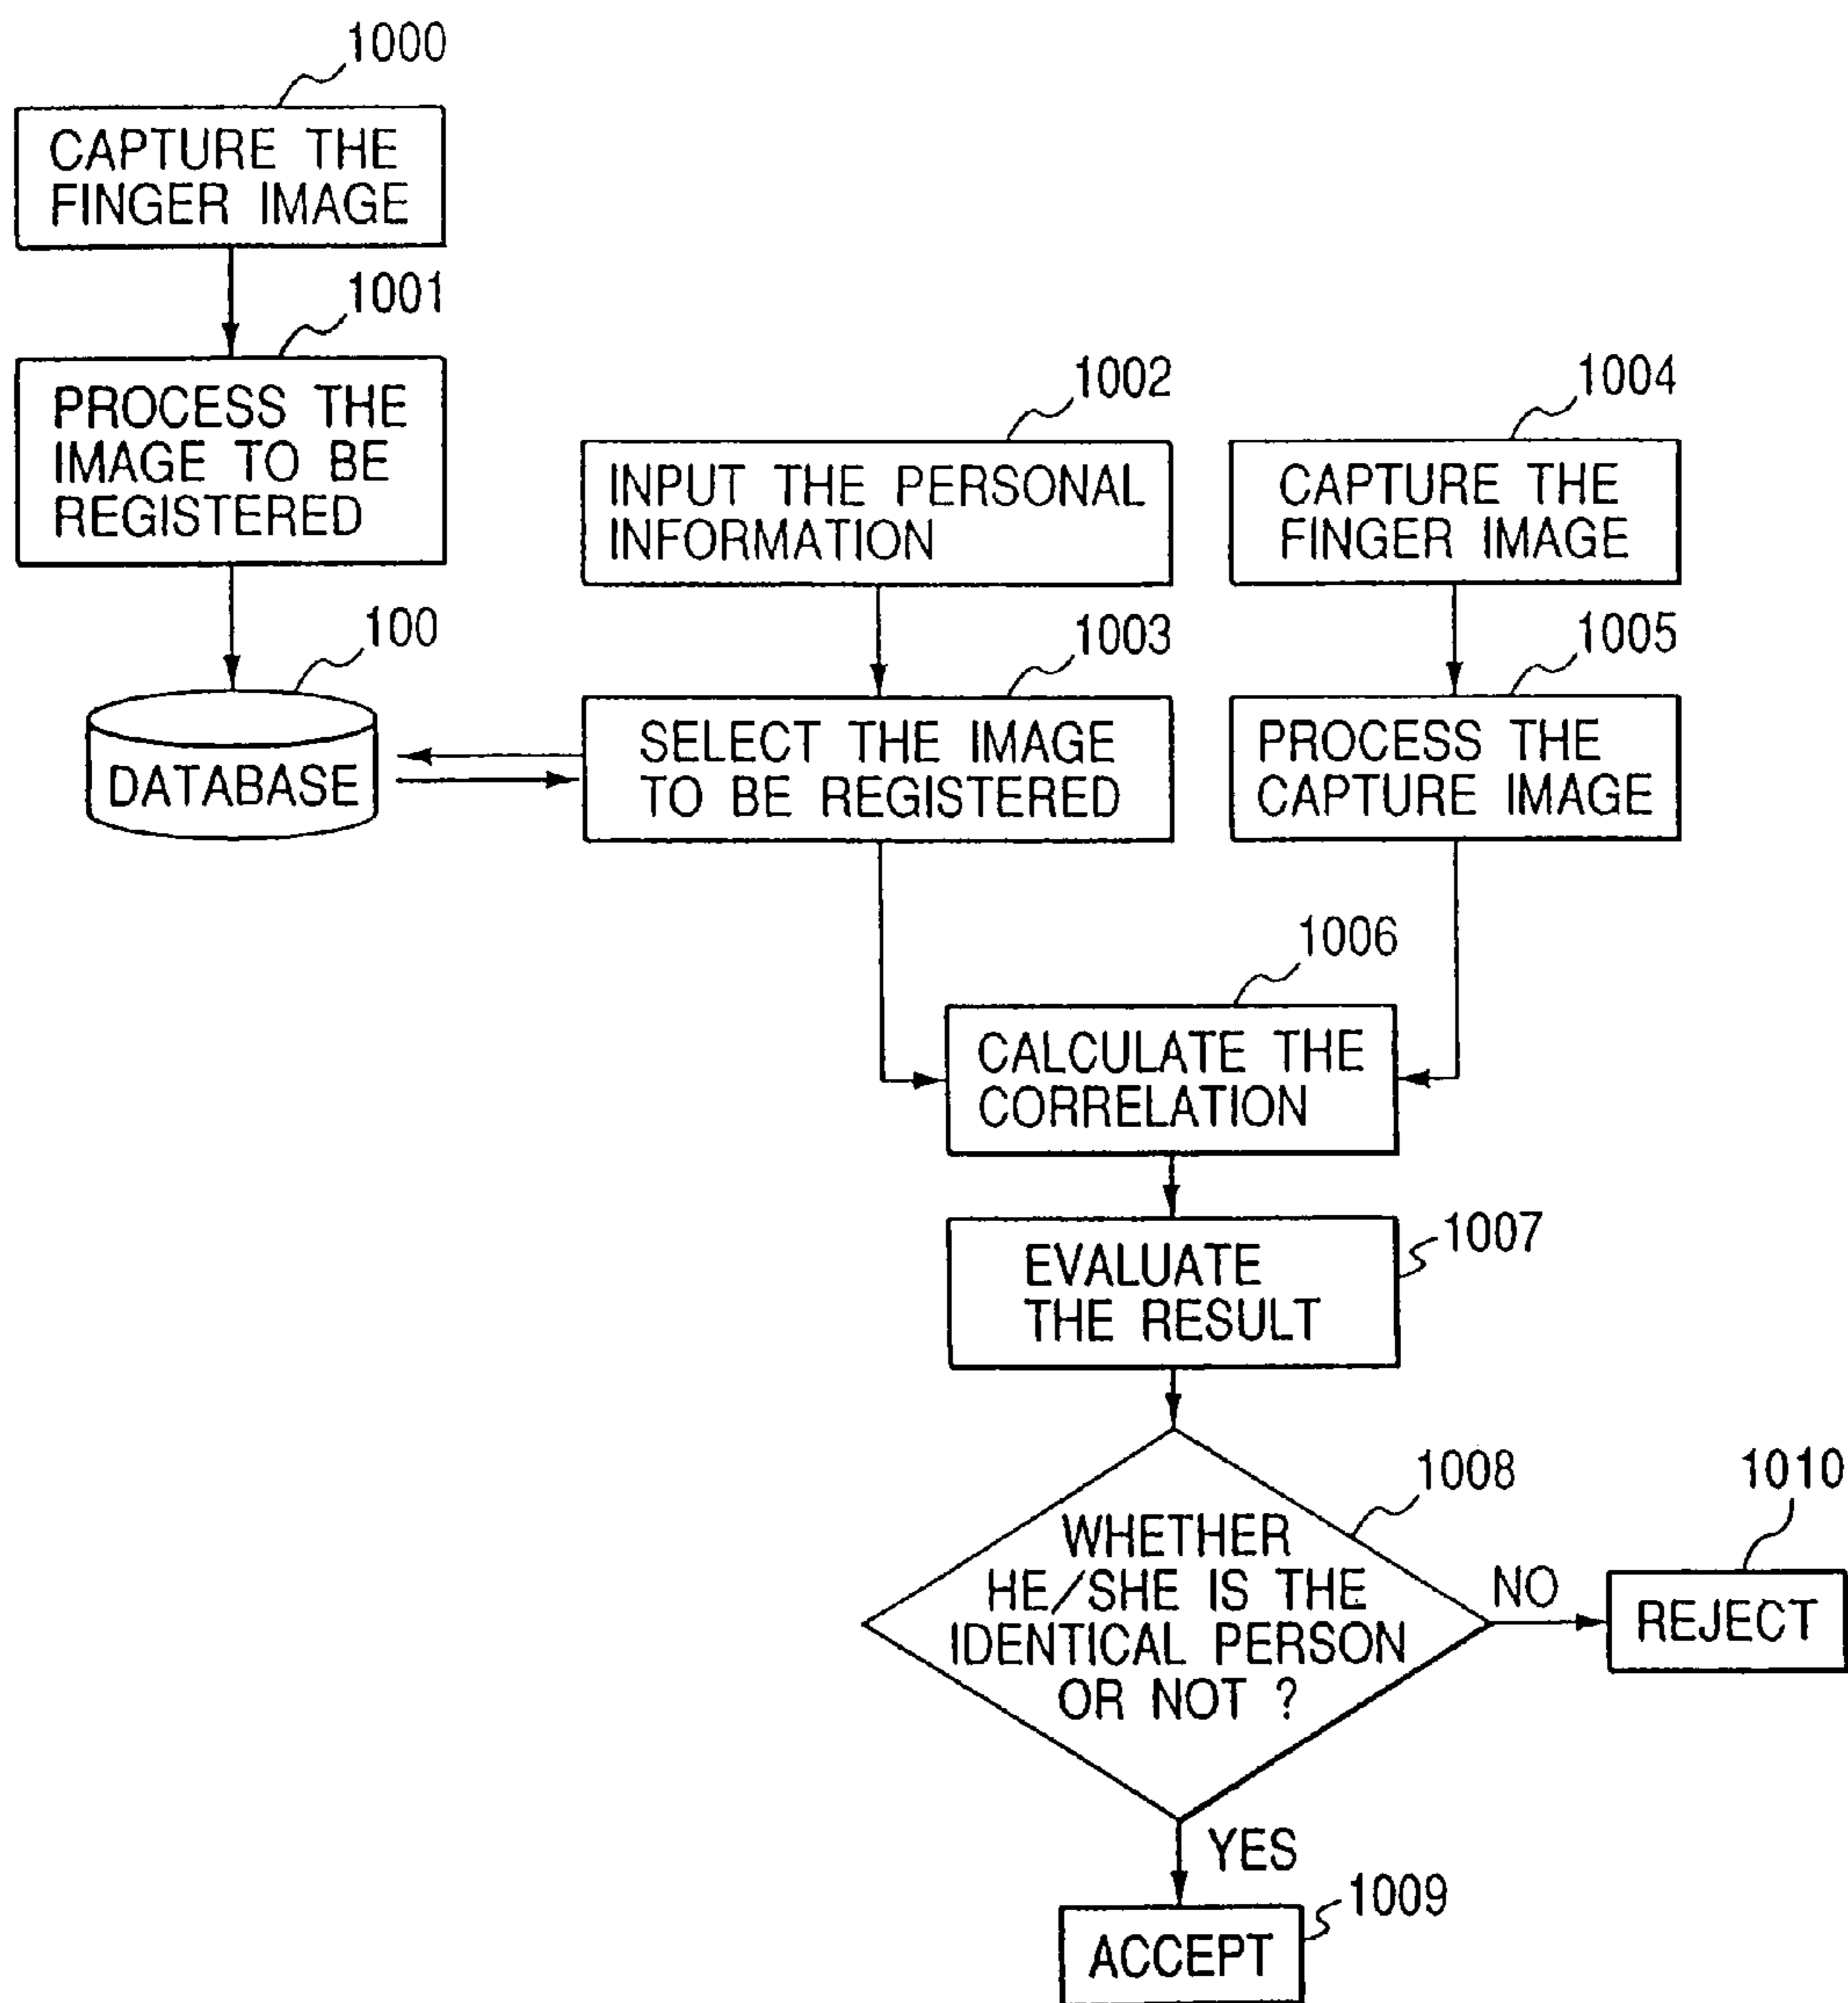 1000
CAPTURE THE
FINGER IMAGE
1001
PROCESS THE
IMAGE TO BE
REGISTERED
100
DATABASE
1002
INPUT THE PERSONAL
INFORMATION
1003
SELECT THE IMAGE
TO BE REGISTERED
1004
CAPTURE THE
FINGER IMAGE
1005
PROCESS THE
CAPTURE IMAGE
1006
CALCULATE THE
CORRELATION
1007
EVALUATE
THE RESULT
1008
WHETHER
HE/SHE IS THE
IDENTICAL PERSON
OR NOT ?
NO
1010
REJECT
YES
1009
ACCEPT